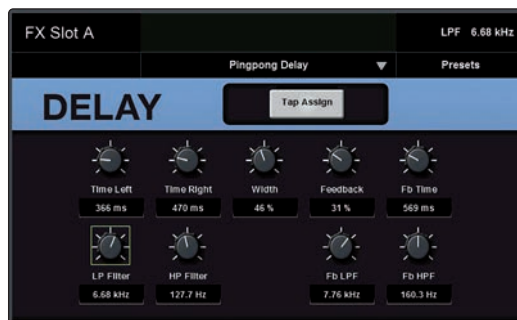 FX Slot A LPF 6.68 kHz
Pingpong Delay Presets
DELAY Tap Assign
Time Left Time Right Width Feedback Fb Time
366 ms 470 ms 46 % 31 % 569 ms
LP Filter HP Filter Fb LPF Fb HPF
6.68 kHz 127.7 Hz 7.76 kHz 160.3 Hz